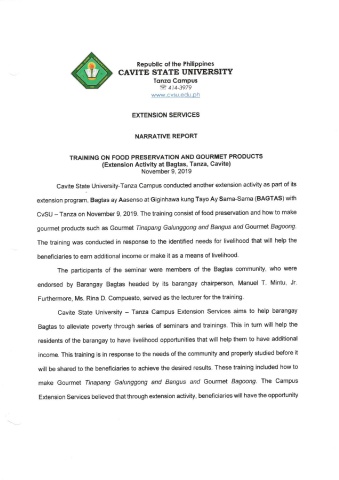 Republic of the Philippines
CAVITE STATE UNIVERSITY
Tanza Campus
☏ 414-3979
www.cvsu.edu.ph
EXTENSION SERVICES
NARRATIVE REPORT
TRAINING ON FOOD PRESERVATION AND GOURMET PRODUCTS
(Extension Activity at Bagtas, Tanza, Cavite)
November 9, 2019
Cavite State University-Tanza Campus conducted another extension activity as part of its
extension program, Bagtas ay Aasenso at Giginhawa kung Tayo Ay Sama-Sama (BAGTAS) with
CvSU – Tanza on November 9, 2019. The training consist of food preservation and how to make
gourmet products such as Gourmet Tinapang Galunggong and Bangus and Gourmet Bagoong.
The training was conducted in response to the identified needs for livelihood that will help the
beneficiaries to earn additional income or make it as a means of livelihood.
The participants of the seminar were members of the Bagtas community, who were
endorsed by Barangay Bagtas headed by its barangay chairperson, Manuel T. Mintu, Jr.
Furthermore, Ms. Rina D. Compuesto, served as the lecturer for the training.
Cavite State University – Tanza Campus Extension Services aims to help barangay
Bagtas to alleviate poverty through series of seminars and trainings. This in turn will help the
residents of the barangay to have livelihood opportunities that will help them to have additional
income. This training is in response to the needs of the community and properly studied before it
will be shared to the beneficiaries to achieve the desired results. These training included how to
make Gourmet Tinapang Galunggong and Bangus and Gourmet Bagoong. The Campus
Extension Services believed that through extension activity, beneficiaries will have the opportunity